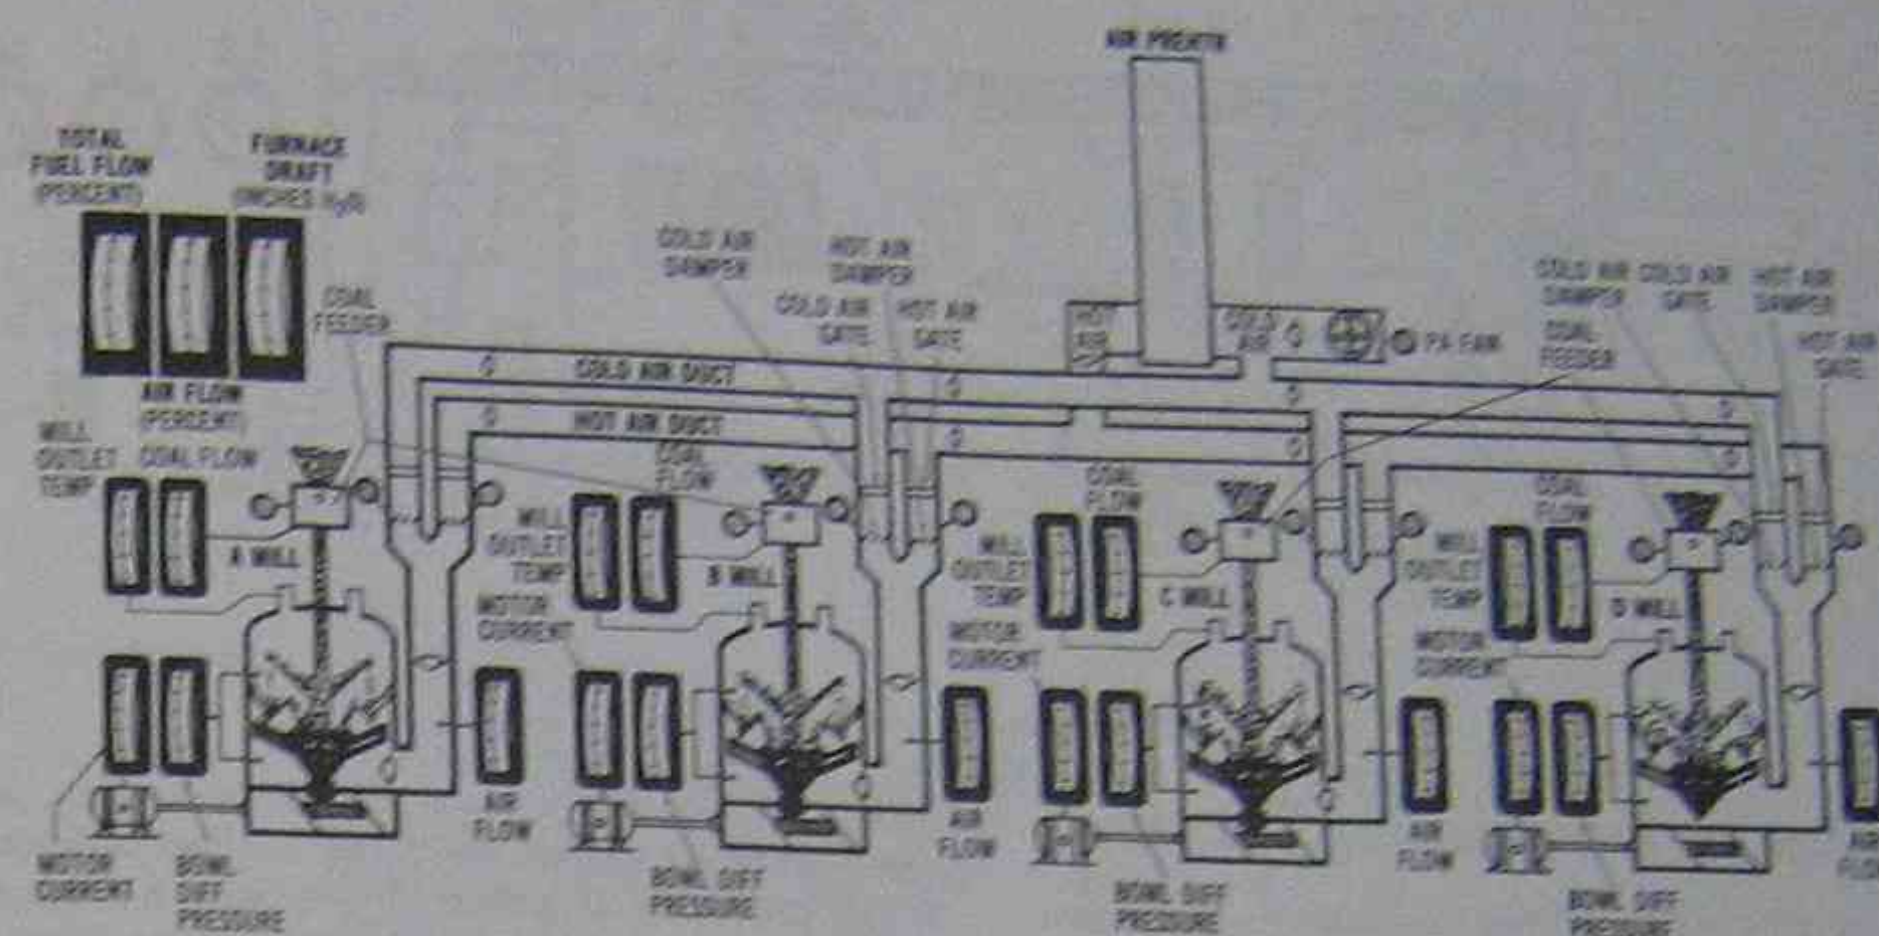 AIR PREHTR
TOTAL
FUEL FLOW
(PERCENT)
FURNACE
DRAFT
(INCHES H₂O)
AIR FLOW
(PERCENT)
COAL
FEEDER
COLD AIR
DAMPER
HOT AIR
DAMPER
COLD AIR
GATE
HOT AIR
GATE
HOT
AIR
COLD
AIR
PA FAN
COLD AIR
DAMPER
COLD AIR
GATE
HOT AIR
DAMPER
HOT AIR
GATE
COAL
FEEDER
COLD AIR DUCT
HOT AIR DUCT
MILL
OUTLET
TEMP
COAL FLOW
A MILL
COAL
FLOW
MILL
OUTLET
TEMP
B MILL
MOTOR
CURRENT
COAL
FLOW
MILL
OUTLET
TEMP
C MILL
MOTOR
CURRENT
COAL
FLOW
MILL
OUTLET
TEMP
D MILL
MOTOR
CURRENT
AIR
FLOW
AIR
FLOW
AIR
FLOW
AIR
FLOW
MOTOR
CURRENT
BOWL
DIFF
PRESSURE
BOWL DIFF
PRESSURE
BOWL DIFF
PRESSURE
BOWL DIFF
PRESSURE